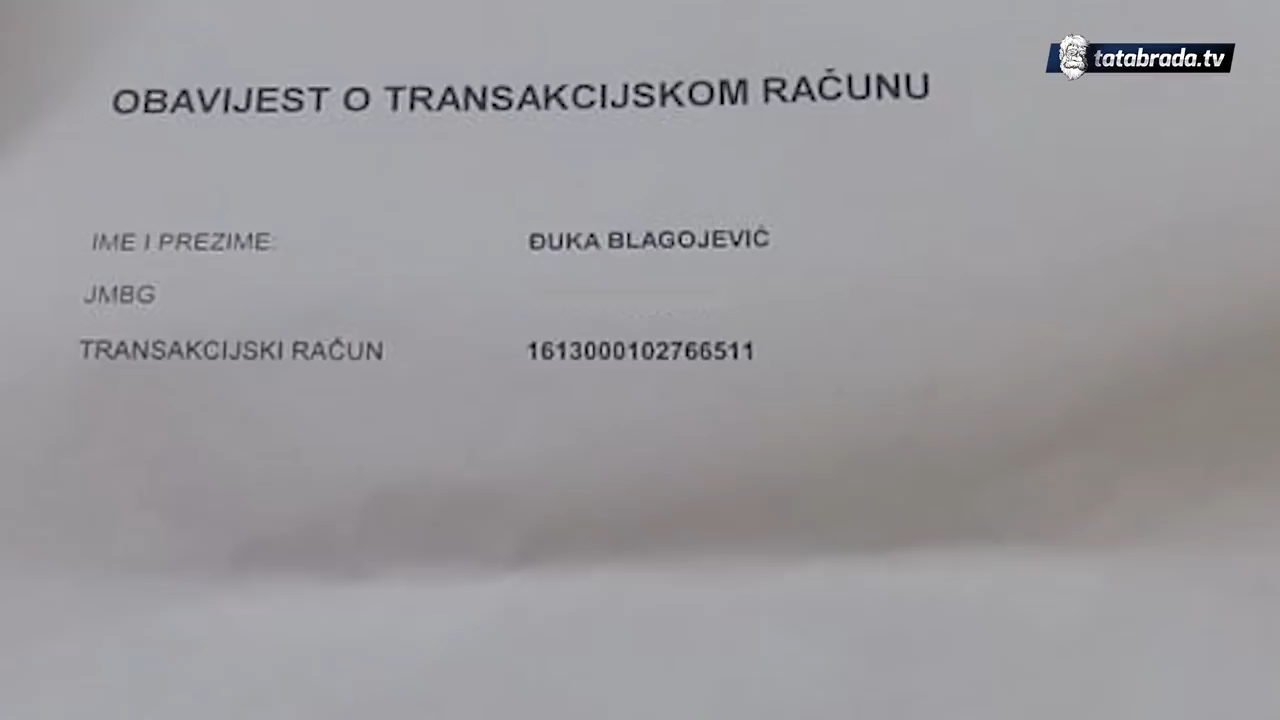 tatabrada.tv
OBAVIJEST O TRANSAKCIJSKOM RAČUNU
IME I PREZIME: ĐUKA BLAGOJEVIĆ
JMBG
TRANSAKCIJSKI RAČUN 1613000102766511